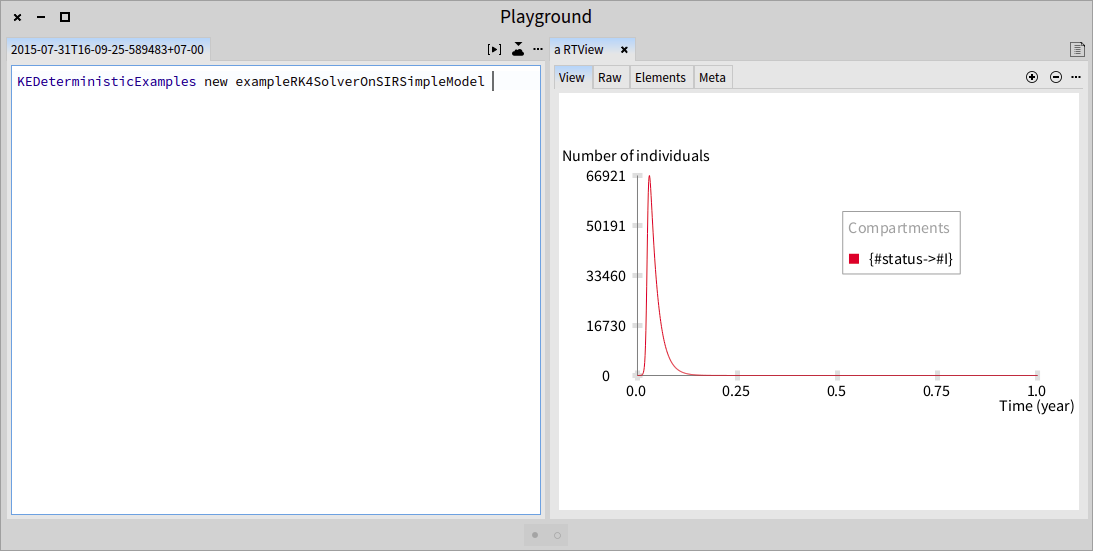 Playground
2015-07-31T16-09-25-589483+07-00
KEDeterministicExamples new exampleRK4SolverOnSIRSimpleModel
a RTView
View Raw Elements Meta
Number of individuals
66921
50191
33460
16730
0
Compartments
{#status->#I}
0.0 0.25 0.5 0.75 1.0
Time (year)